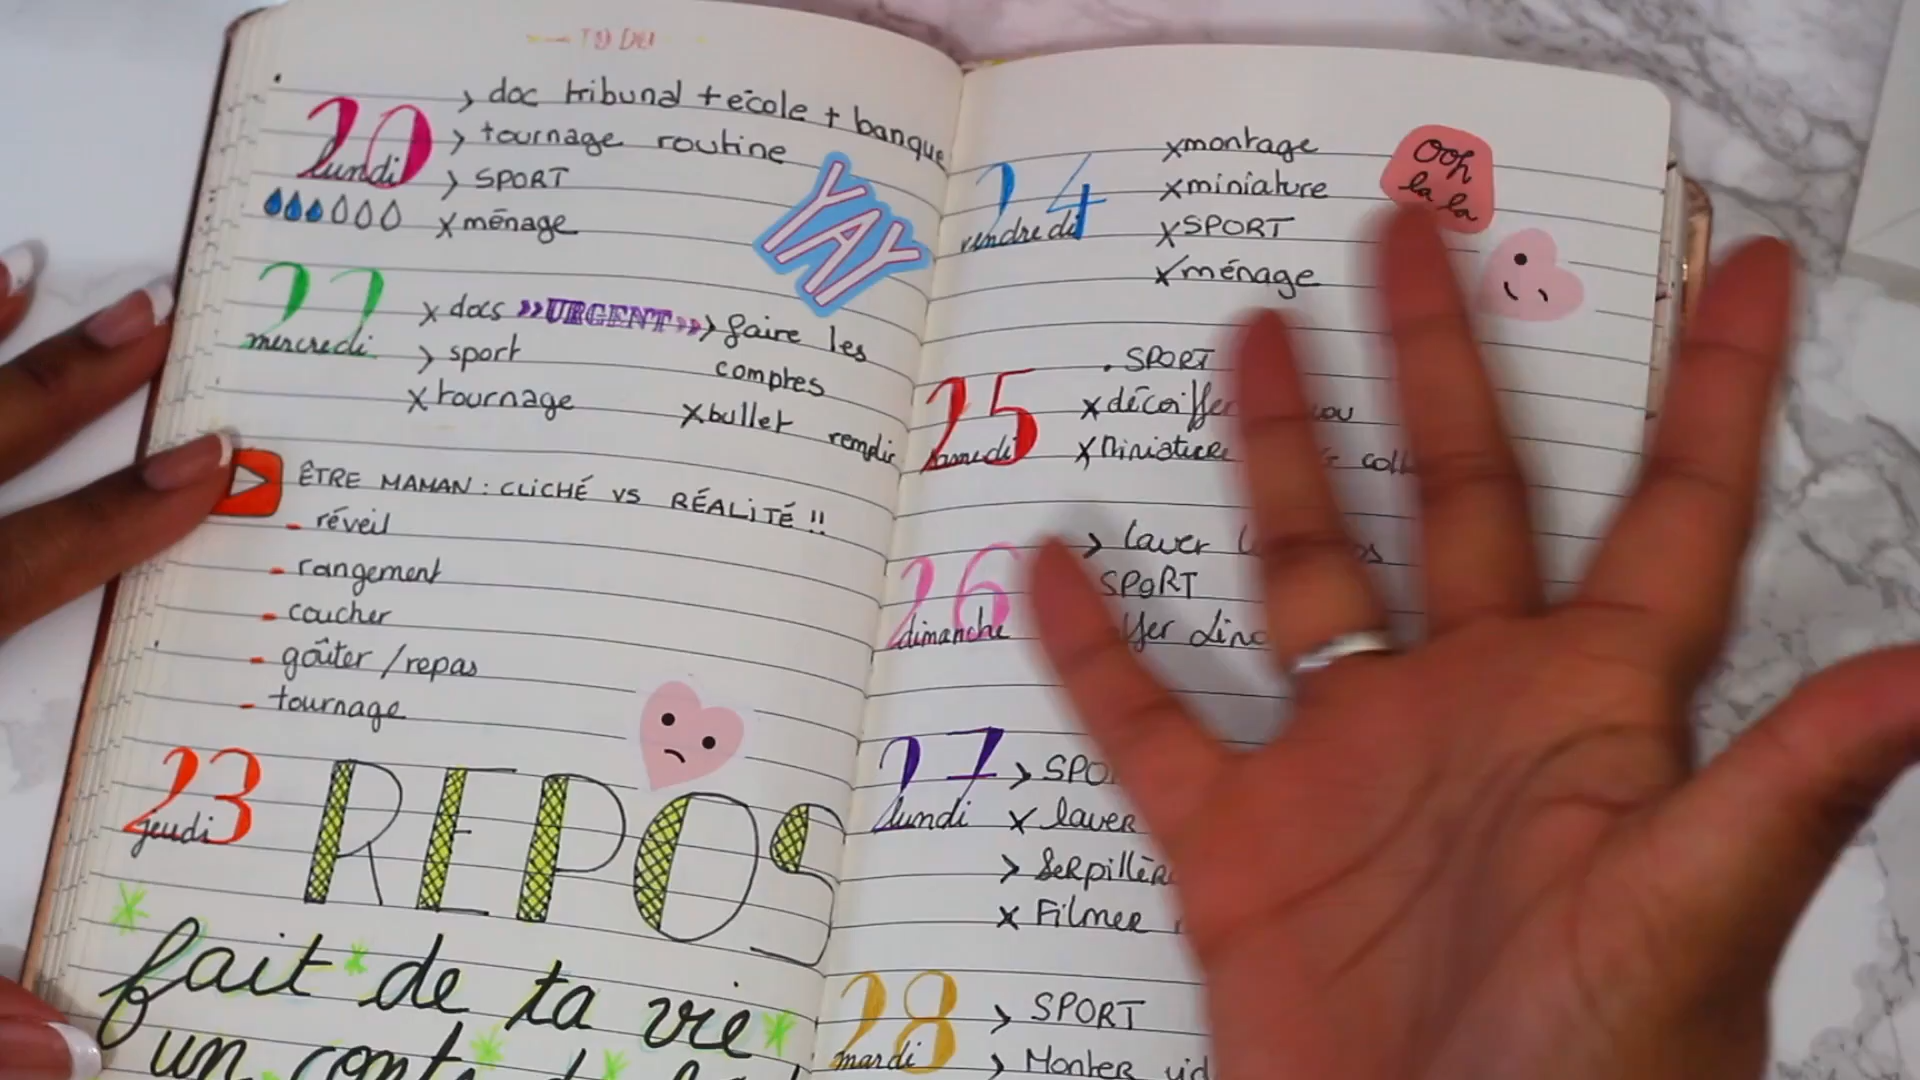 TO DO
20 lundi
> doc tribunal + école + banque
> tournage routine
> SPORT
x ménage
YAY
22 mercredi
x docs »URGENT»
> faire les
comptes
> sport
x tournage
x bullet remplir
ÊTRE MAMAN : CLICHÉ VS RÉALITÉ !!
- réveil
- rangement
- coucher
- goûter / repas
- tournage
23 jeudi
REPOS
fait de ta vie
un
24 vendredi
x montage
x miniature
x SPORT
x ménage
Ooh
la la
25 samedi
. SPORT
x décoiffer
x Miniature
26 dimanche
> laver
SPORT
27 lundi
>
x laver
>
x Filmer
28 mardi
> SPORT
> Monter